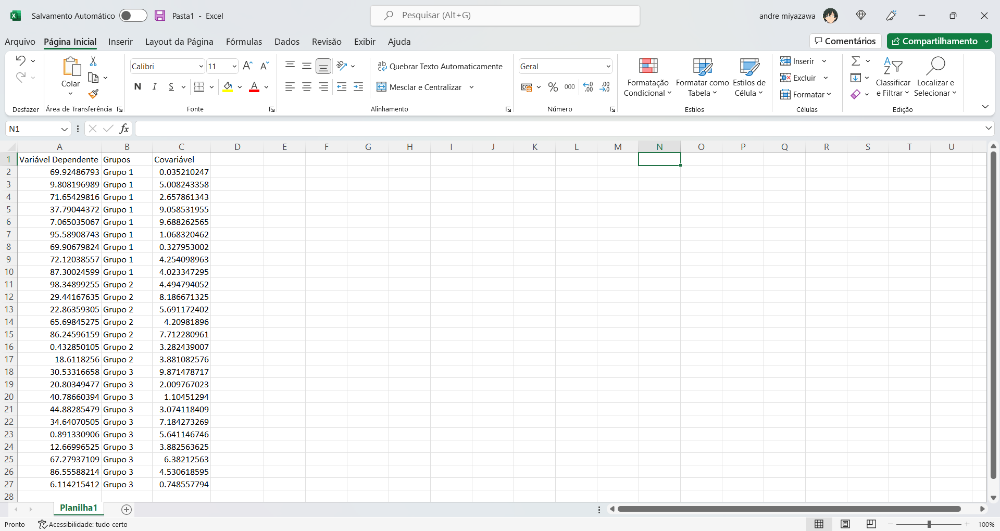 Salvamento Automático Pasta1 - Excel Pesquisar (Alt+G) andre miyazawa
Arquivo Página Inicial Inserir Layout da Página Fórmulas Dados Revisão Exibir Ajuda Comentários Compartilhamento
Desfazer
Colar
Área de Transferência
Calibri 11
N I S A
Fonte
Quebrar Texto Automaticamente
Mesclar e Centralizar
Alinhamento
Geral
% 000
Número
Formatação Condicional
Formatar como Tabela
Estilos de Célula
Estilos
Inserir
Excluir
Formatar
Células
Classificar e Filtrar
Localizar e Selecionar
Edição
N1 fx
A B C D E F G H I J K L M N O P Q R S T U
1 Variável Dependente Grupos Covariável
2 69.92486793 Grupo 1 0.035210247
3 9.808196989 Grupo 1 5.008243358
4 71.65429816 Grupo 1 2.657861343
5 37.79044372 Grupo 1 9.058531955
6 7.065035067 Grupo 1 9.688262565
7 95.58908743 Grupo 1 1.068320462
8 69.90679824 Grupo 1 0.327953002
9 72.12038557 Grupo 1 4.254098963
10 87.30024599 Grupo 1 4.023347295
11 98.34899255 Grupo 2 4.494794052
12 29.44167635 Grupo 2 8.186671325
13 22.86359305 Grupo 2 5.691172402
14 65.69845275 Grupo 2 4.20981896
15 86.24596159 Grupo 2 7.712280961
16 0.432850105 Grupo 2 3.282439007
17 18.6118256 Grupo 2 3.881082576
18 30.53316658 Grupo 3 9.871478717
19 20.80349477 Grupo 3 2.009767023
20 40.78660394 Grupo 3 1.10451294
21 44.88285479 Grupo 3 3.074118409
22 34.64070505 Grupo 3 7.184273269
23 0.891330906 Grupo 3 5.641146746
24 12.66996525 Grupo 3 3.882563625
25 67.27937109 Grupo 3 6.38212563
26 86.55588214 Grupo 3 4.530618595
27 6.114215412 Grupo 3 0.748557794
28
Planilha1
Pronto Acessibilidade: tudo certo 100%